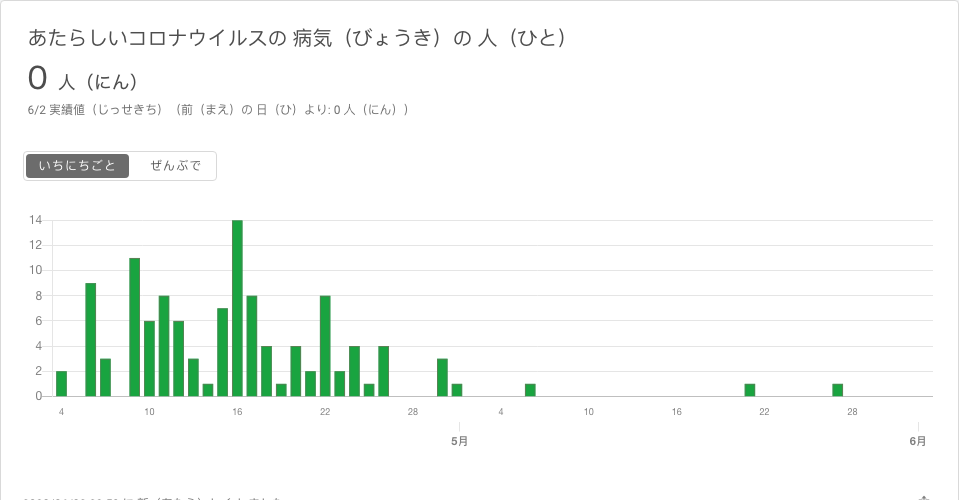 あたらしいコロナウイルスの 病気（びょうき）の 人（ひと）
0 人（にん）
6/2 実績値（じっせきち）（前（まえ）の 日（ひ）より: 0 人（にん））
いちにちごと ぜんぶで
14
12
10
8
6
4
2
0
4 10 16 22 28 4 10 16 22 28
5月 6月